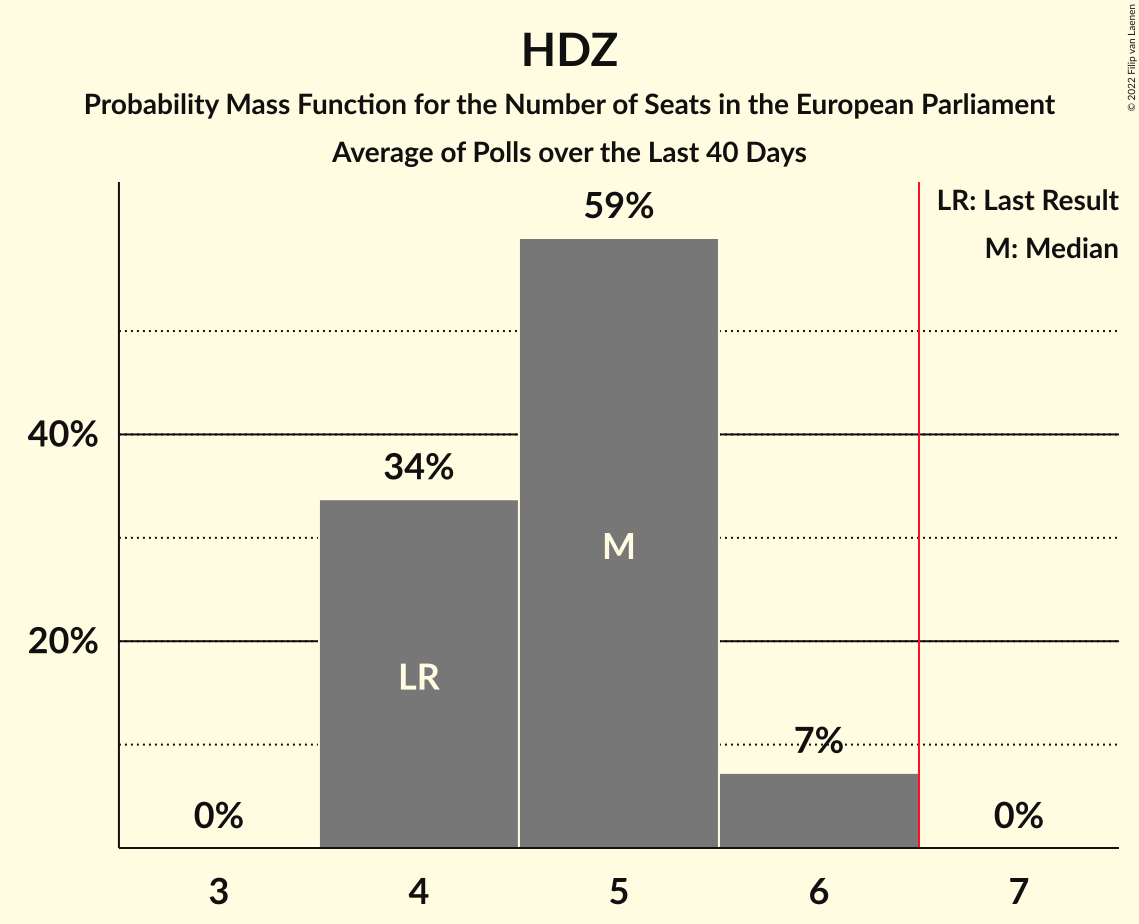 HDZ
Probability Mass Function for the Number of Seats in the European Parliament
Average of Polls over the Last 40 Days
© 2022 Filip van Laenen
LR: Last Result
M: Median
59%
40%
34%
M
20%
LR
7%
0%
0%
3
4
5
6
7